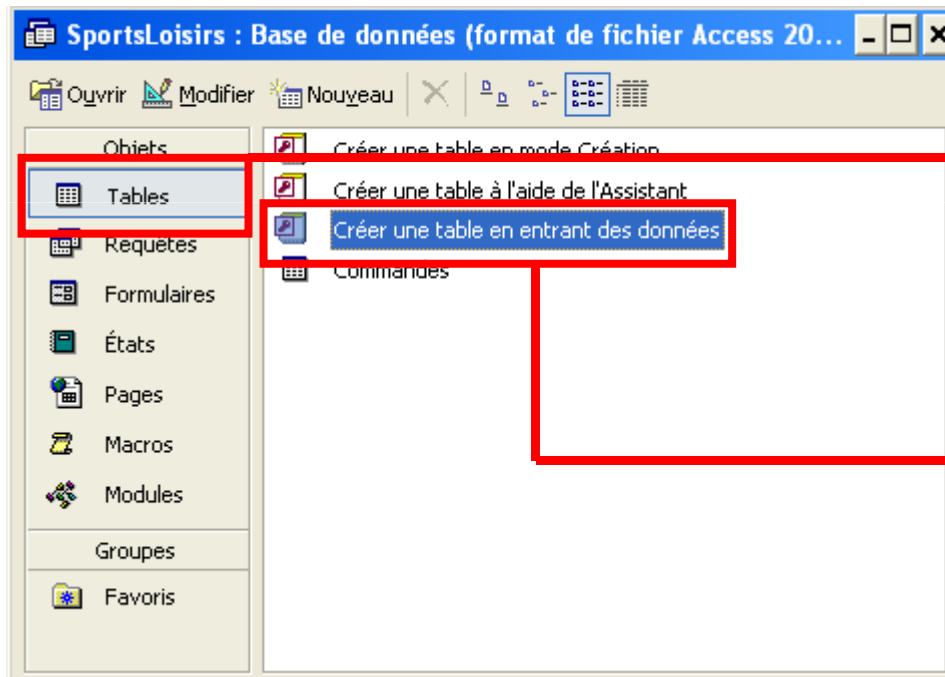 SportsLoisirs : Base de données (format de fichier Access 20...
Ouvrir Modifier Nouveau
Objets
Tables
Requêtes
Formulaires
États
Pages
Macros
Modules
Groupes
Favoris
Créer une table en mode Création
Créer une table à l'aide de l'Assistant
Créer une table en entrant des données
Commandes